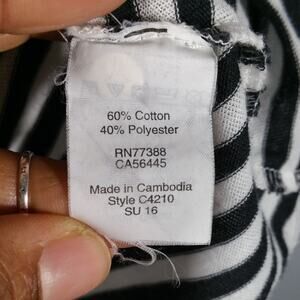 60% Cotton
40% Polyester
RN77388
CA56445
Made in Cambodia
Style C4210
SU 16